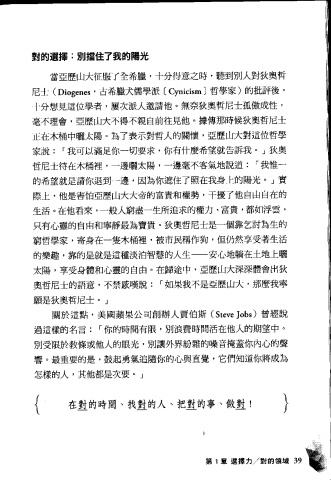 對的選擇：別擋住了我的陽光
當亞歷山大征服了全希臘，十分得意之時，聽到別人對狄奧哲
尼士（Diogenes，古希臘犬儒學派〔Cynicism〕哲學家）的批評後，
十分想見這位學者，屢次派人邀請他。無奈狄奧哲尼士孤傲成性，
毫不理會，亞歷山大不得不親自前往見他。據傳那時候狄奧哲尼士
正在木桶中曬太陽。為了表示對哲人的關懷，亞歷山大對這位哲學
家說：「我可以滿足你一切要求，你有什麼希望就告訴我。」狄奧
哲尼士待在木桶裡，一邊曬太陽，一邊毫不客氣地說道：「我惟一
的希望就是請你退到一邊，因為你遮住了照在我身上的陽光。」實
際上，他是害怕亞歷山大大帝的富貴和權勢，干擾了他自由自在的
生活。在他看來，一般人窮盡一生所追求的權力、富貴，都如浮雲，
只有心靈的自由和寧靜最為寶貴。狄奧哲尼士是一個靠乞討為生的
窮哲學家，寄身在一隻木桶裡，被市民稱作狗，但仍然享受著生活
的樂趣，靠的是就是這種淡泊智慧的人生——安心地躺在土地上曬
太陽，享受身體和心靈的自由。在歸途中，亞歷山大深深體會出狄
奧哲尼士的語意，不禁感嘆說：「如果我不是亞歷山大，那麼我寧
願是狄奧哲尼士。」
關於這點，美國蘋果公司創辦人賈伯斯（Steve Jobs）曾經說
過這樣的名言：「你的時間有限，別浪費時間活在他人的期望中。
別受限於教條或他人的眼光，別讓外界紛雜的噪音掩蓋你內心的聲
響。最重要的是，鼓起勇氣追隨你的心與直覺，它們知道你將成為
怎樣的人，其他都是次要。」
｛ 在對的時間、找對的人、把對的事、做對！ ｝
第1章 選擇力／對的領域 39